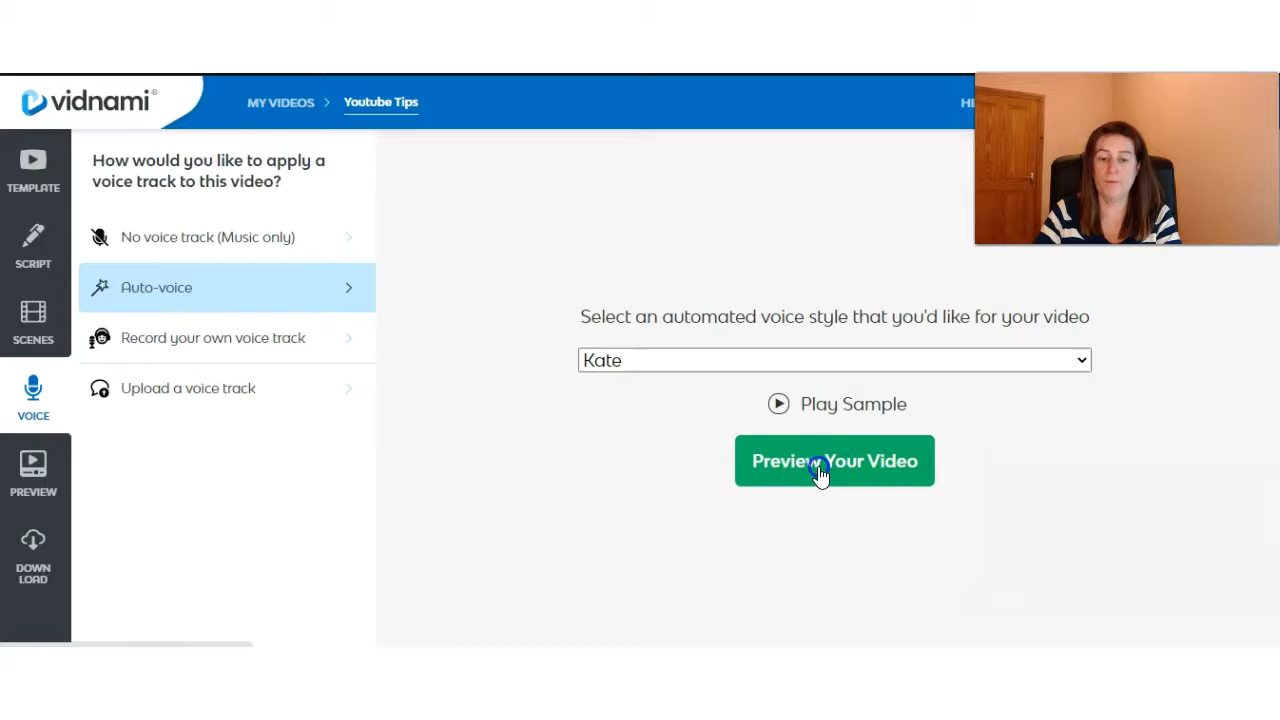 vidnami®
MY VIDEOS > Youtube Tips
HE
TEMPLATE
SCRIPT
SCENES
VOICE
PREVIEW
DOWN
LOAD
How would you like to apply a
voice track to this video?
No voice track (Music only)
Auto-voice
Record your own voice track
Upload a voice track
Select an automated voice style that you'd like for your video
Kate
Play Sample
Preview Your Video